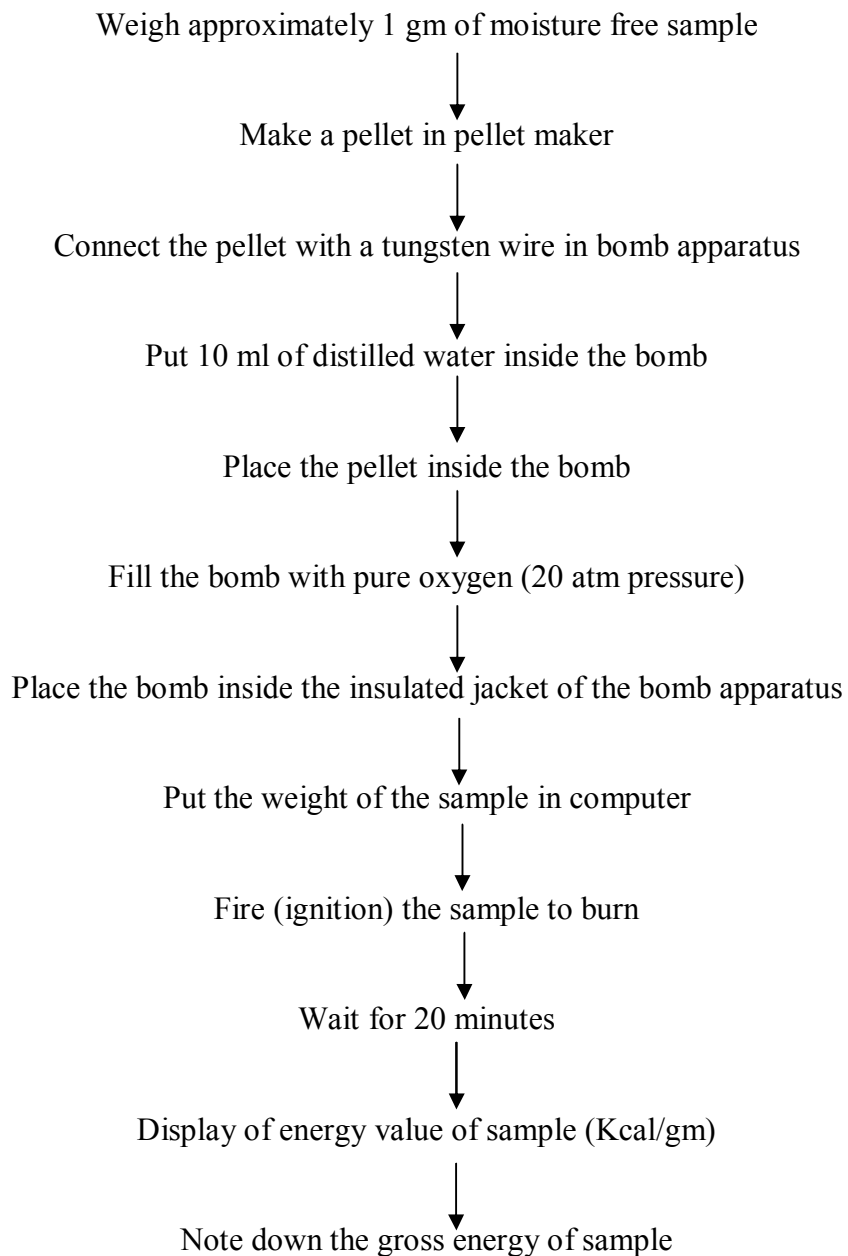 Weigh approximately 1 gm of moisture free sample
Make a pellet in pellet maker
Connect the pellet with a tungsten wire in bomb apparatus
Put 10 ml of distilled water inside the bomb
Place the pellet inside the bomb
Fill the bomb with pure oxygen (20 atm pressure)
Place the bomb inside the insulated jacket of the bomb apparatus
Put the weight of the sample in computer
Fire (ignition) the sample to burn
Wait for 20 minutes
Display of energy value of sample (Kcal/gm)
Note down the gross energy of sample